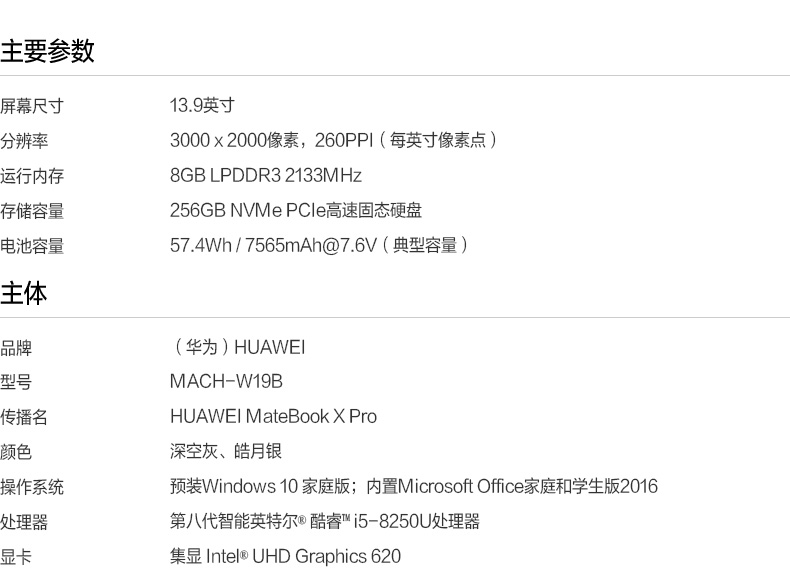 主要参数
屏幕尺寸 13.9英寸
分辨率 3000 x 2000像素，260PPI（每英寸像素点）
运行内存 8GB LPDDR3 2133MHz
存储容量 256GB NVMe PCIe高速固态硬盘
电池容量 57.4Wh / 7565mAh@7.6V（典型容量）
主体
品牌 （华为）HUAWEI
型号 MACH-W19B
传播名 HUAWEI MateBook X Pro
颜色 深空灰、皓月银
操作系统 预装Windows 10 家庭版；内置Microsoft Office家庭和学生版2016
处理器 第八代智能英特尔® 酷睿™ i5-8250U处理器
显卡 集显 Intel® UHD Graphics 620